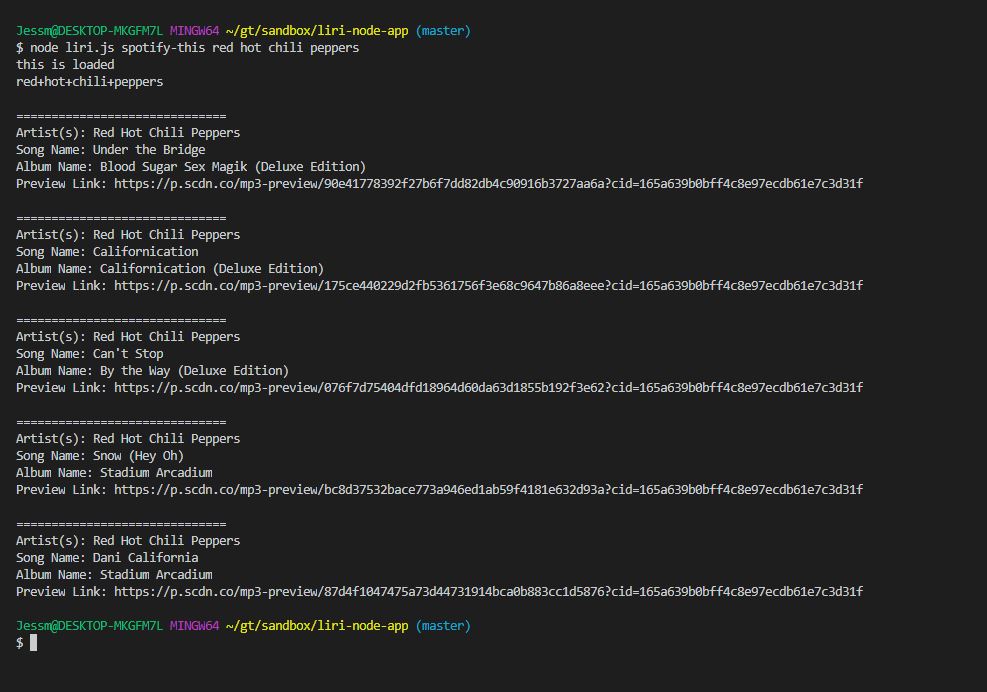 Jessm@DESKTOP-MKGFM7L MINGW64 ~/gt/sandbox/liri-node-app (master)
$ node liri.js spotify-this red hot chili peppers
this is loaded
red+hot+chili+peppers
==============================
Artist(s): Red Hot Chili Peppers
Song Name: Under the Bridge
Album Name: Blood Sugar Sex Magik (Deluxe Edition)
Preview Link: https://p.scdn.co/mp3-preview/90e41778392f27b6f7dd82db4c90916b3727aa6a?cid=165a639b0bff4c8e97ecdb61e7c3d31f
==============================
Artist(s): Red Hot Chili Peppers
Song Name: Californication
Album Name: Californication (Deluxe Edition)
Preview Link: https://p.scdn.co/mp3-preview/175ce440229d2fb5361756f3e68c9647b86a8eee?cid=165a639b0bff4c8e97ecdb61e7c3d31f
==============================
Artist(s): Red Hot Chili Peppers
Song Name: Can't Stop
Album Name: By the Way (Deluxe Edition)
Preview Link: https://p.scdn.co/mp3-preview/076f7d75404dfd18964d60da63d1855b192f3e62?cid=165a639b0bff4c8e97ecdb61e7c3d31f
==============================
Artist(s): Red Hot Chili Peppers
Song Name: Snow (Hey Oh)
Album Name: Stadium Arcadium
Preview Link: https://p.scdn.co/mp3-preview/bc8d37532bace773a946ed1ab59f4181e632d93a?cid=165a639b0bff4c8e97ecdb61e7c3d31f
==============================
Artist(s): Red Hot Chili Peppers
Song Name: Dani California
Album Name: Stadium Arcadium
Preview Link: https://p.scdn.co/mp3-preview/87d4f1047475a73d44731914bca0b883cc1d5876?cid=165a639b0bff4c8e97ecdb61e7c3d31f
Jessm@DESKTOP-MKGFM7L MINGW64 ~/gt/sandbox/liri-node-app (master)
$